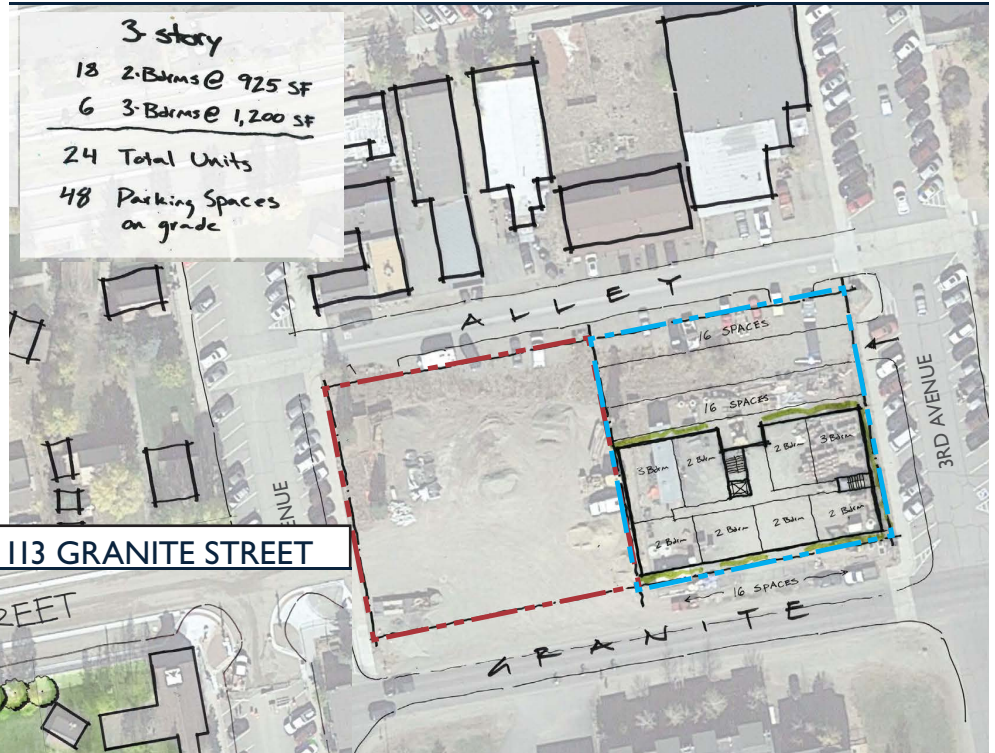 3-story
18 2-Bdrms @ 925 SF
6 3-Bdrms @ 1,200 SF
24 Total Units
48 Parking Spaces
on grade
ALLEY
16 SPACES
16 SPACES
3RD AVENUE
3 Bdrm
2 Bdrm
2 Bdrm
3 Bdrm
2 Bdrm
2 Bdrm
2 Bdrm
2 Bdrm
ENUE
113 GRANITE STREET
16 SPACES
REET
GRANITE